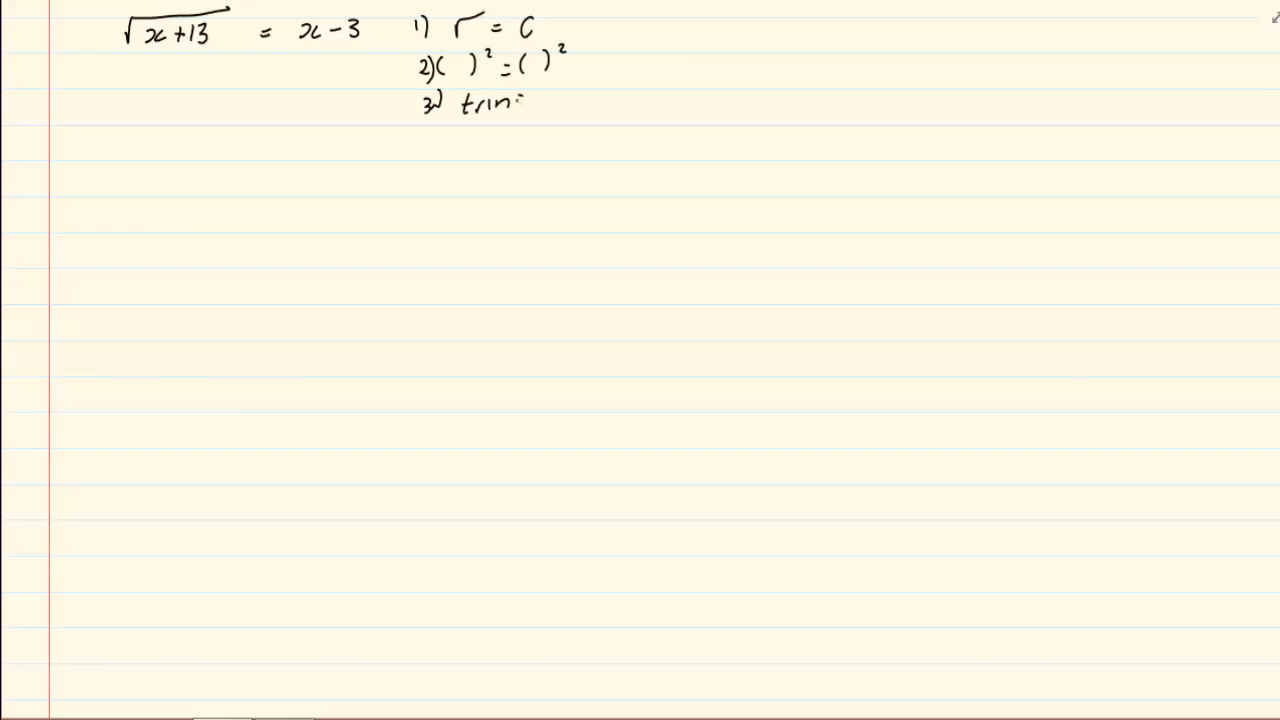 √(x+13) = x-3 1) √ = C
2) ( )² = ( )²
3) trin